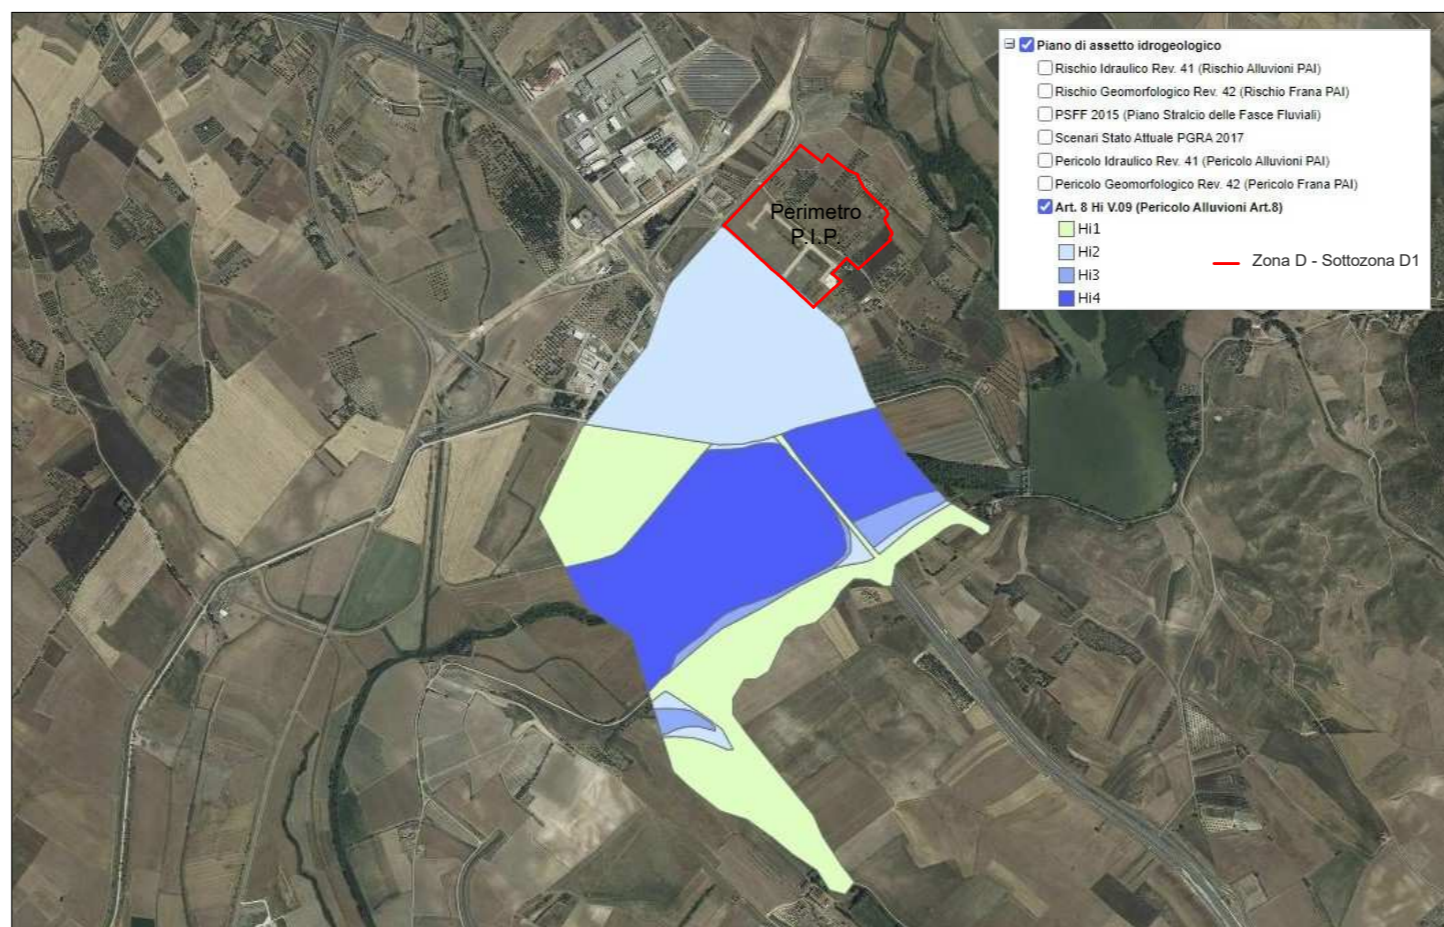 Piano di assetto idrogeologico
Rischio Idraulico Rev. 41 (Rischio Alluvioni PAI)
Rischio Geomorfologico Rev. 42 (Rischio Frana PAI)
PSFF 2015 (Piano Stralcio delle Fasce Fluviali)
Scenari Stato Attuale PGRA 2017
Pericolo Idraulico Rev. 41 (Pericolo Alluvioni PAI)
Pericolo Geomorfologico Rev. 42 (Pericolo Frana PAI)
Art. 8 Hi V.09 (Pericolo Alluvioni Art.8)
Hi1
Hi2
Hi3
Hi4
Zona D - Sottozona D1
Perimetro
P.I.P.